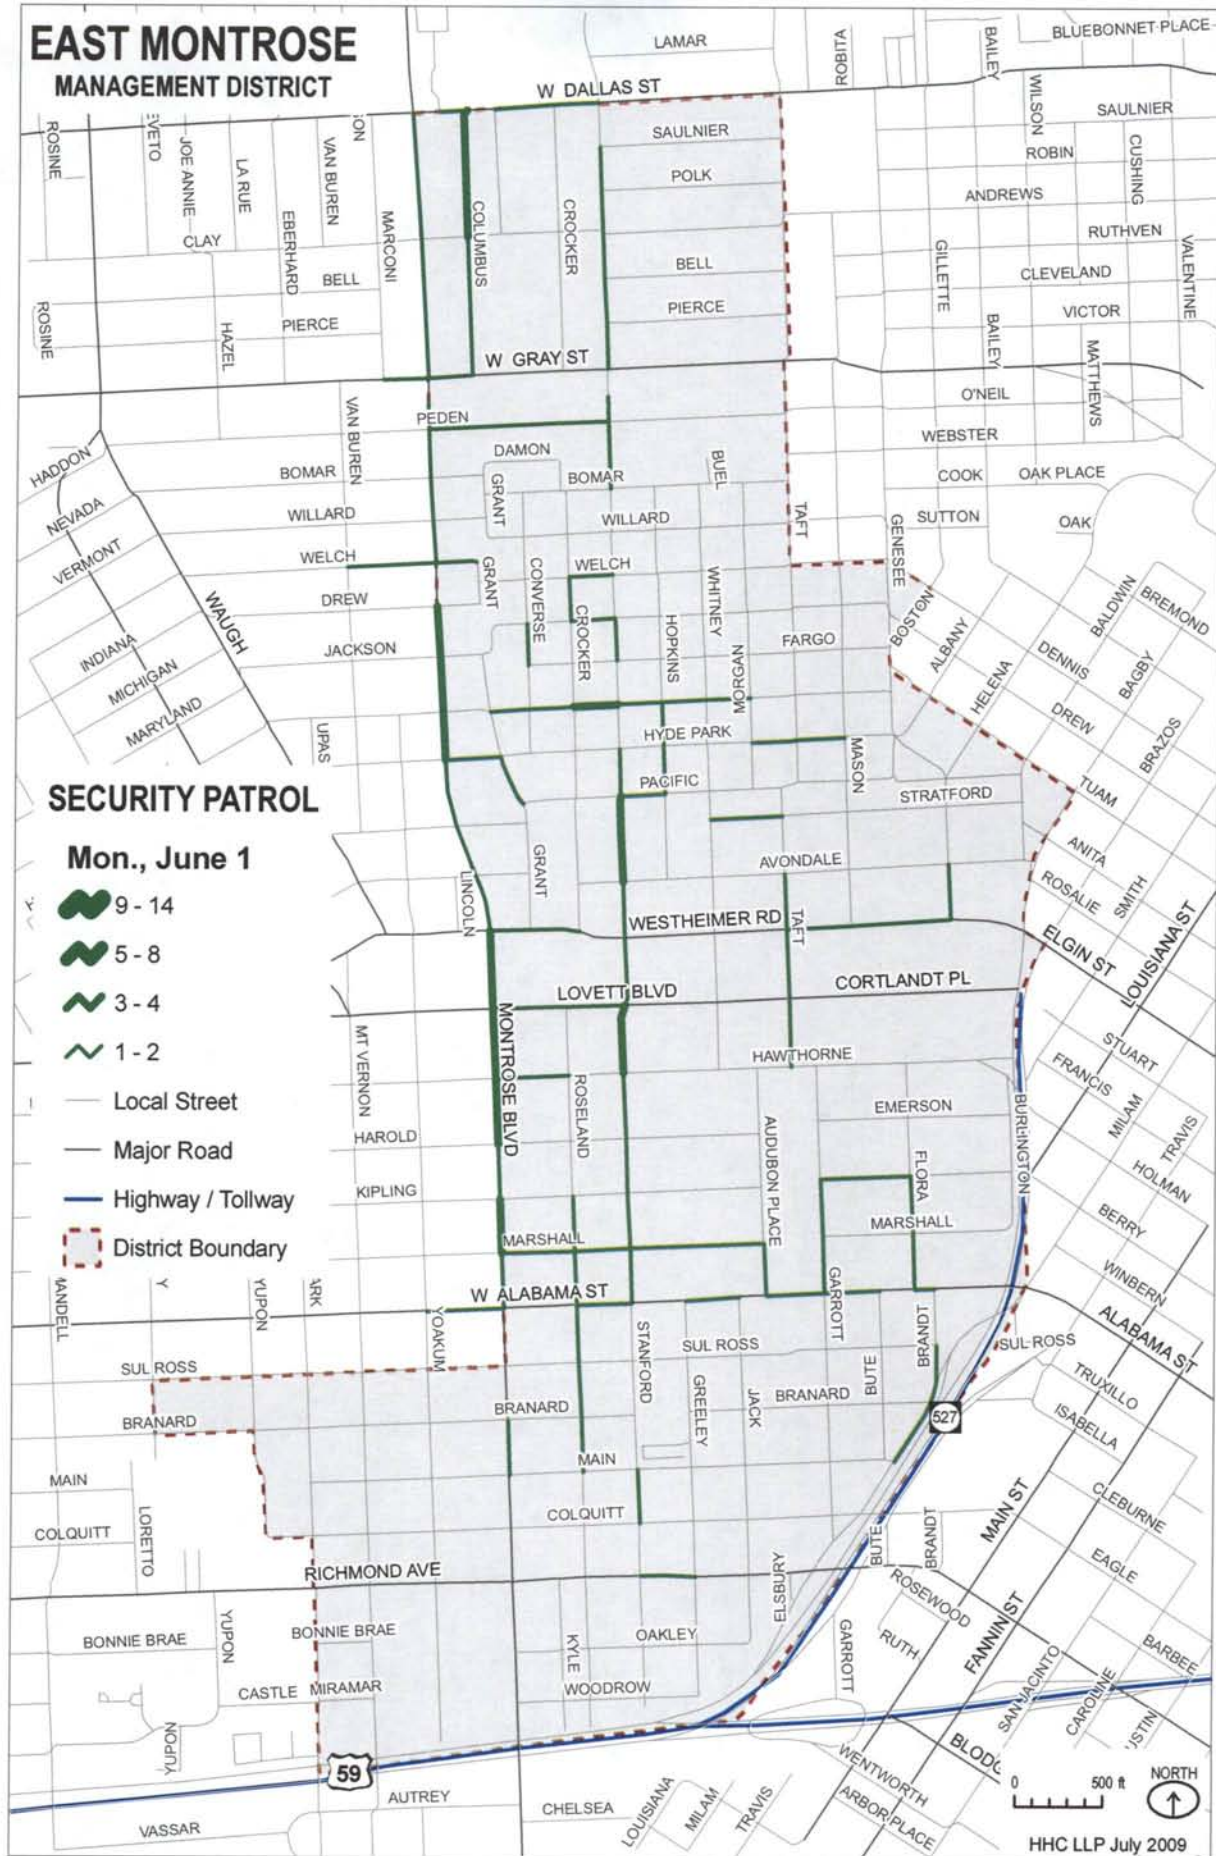 EAST MONTROSE
MANAGEMENT DISTRICT
LAMAR
ROBITA
BAILEY
BLUEBONNET PLACE
W DALLAS ST
WILSON
SAULNIER
SAULNIER
ROSINE
JOE ANNIE
LA RUE
VAN BUREN
ROBIN
CUSHING
POLK
ANDREWS
EBERHARD
MARCONI
COLUMBUS
CROCKER
RUTHVEN
CLAY
GILLETTE
VALENTINE
BELL
BELL
CLEVELAND
ROSINE
HAZEL
PIERCE
PIERCE
BAILEY
VICTOR
MATTHEWS
W GRAY ST
O'NEIL
VAN BUREN
PEDEN
WEBSTER
HADDON
DAMON
BOMAR
GRANT
BOMAR
BUEL
COOK
OAK PLACE
NEVADA
WILLARD
WILLARD
TAFT
GENESEE
SUTTON
OAK
VERMONT
WELCH
GRANT
CONVERSE
WELCH
WHITNEY
WAUGH
DREW
CROCKER
HOPKINS
BOSTON
ALBANY
BALDWIN
BREMOND
INDIANA
JACKSON
MORGAN
FARGO
HELENA
DENNIS
BAGBY
MICHIGAN
MARYLAND
UPAS
HYDE PARK
MASON
DREW
BRAZOS
PACIFIC
STRATFORD
TUAM
SECURITY PATROL
Mon., June 1
9 - 14
5 - 8
3 - 4
1 - 2
Local Street
Major Road
Highway / Tollway
District Boundary
GRANT
AVONDALE
ANITA
LINCOLN
ROSALIE
SMITH
WESTHEIMER RD
TAFT
ELGIN ST
LOUISIANA ST
LOVETT BLVD
CORTLANDT PL
MT VERNON
MONTROSE BLVD
HAWTHORNE
STUART
FRANCIS
ROSELAND
EMERSON
BURLINGTON
MILAM
TRAVIS
HAROLD
AUDUBON PLACE
FLORA
HOLMAN
KIPLING
MARSHALL
MARSHALL
BERRY
WINBERN
YUPON
YOAKUM
W ALABAMA ST
GARROTT
ALABAMA ST
SUL ROSS
STANFORD
SUL ROSS
BRANDT
SUL ROSS
BRANARD
BRANARD
GREELEY
JACK
BRANARD
BUTE
TRUXILLO
527
ISABELLA
MAIN
MAIN
COLQUITT
LORETTO
COLQUITT
CLEBURNE
MAIN ST
BUTE
BRANDT
RICHMOND AVE
ELSBURY
EAGLE
ROSEWOOD
FANNIN ST
BONNIE BRAE
YUPON
BONNIE BRAE
KYLE
OAKLEY
GARROTT
RUTH
BARBEE
CASTLE
MIRAMAR
WOODROW
SAN JACINTO
CAROLINE
YUPON
59
WENTWORTH
AUTREY
CHELSEA
LOUISIANA
MILAM
TRAVIS
ARBOR PLACE
VASSAR
0 500 ft
NORTH
HHC LLP July 2009